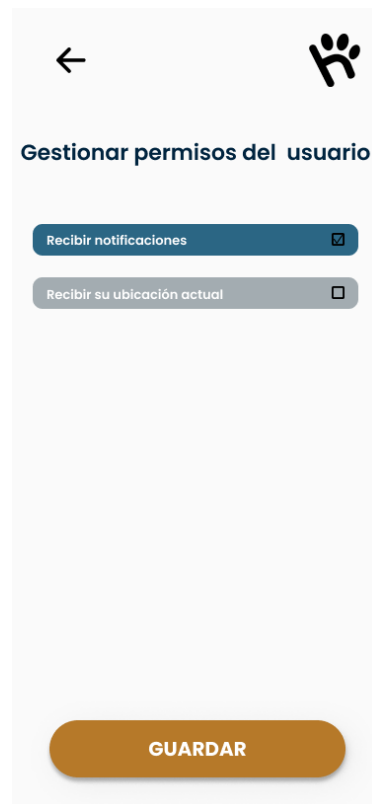 Gestionar permisos del usuario
Recibir notificaciones
Recibir su ubicación actual
GUARDAR